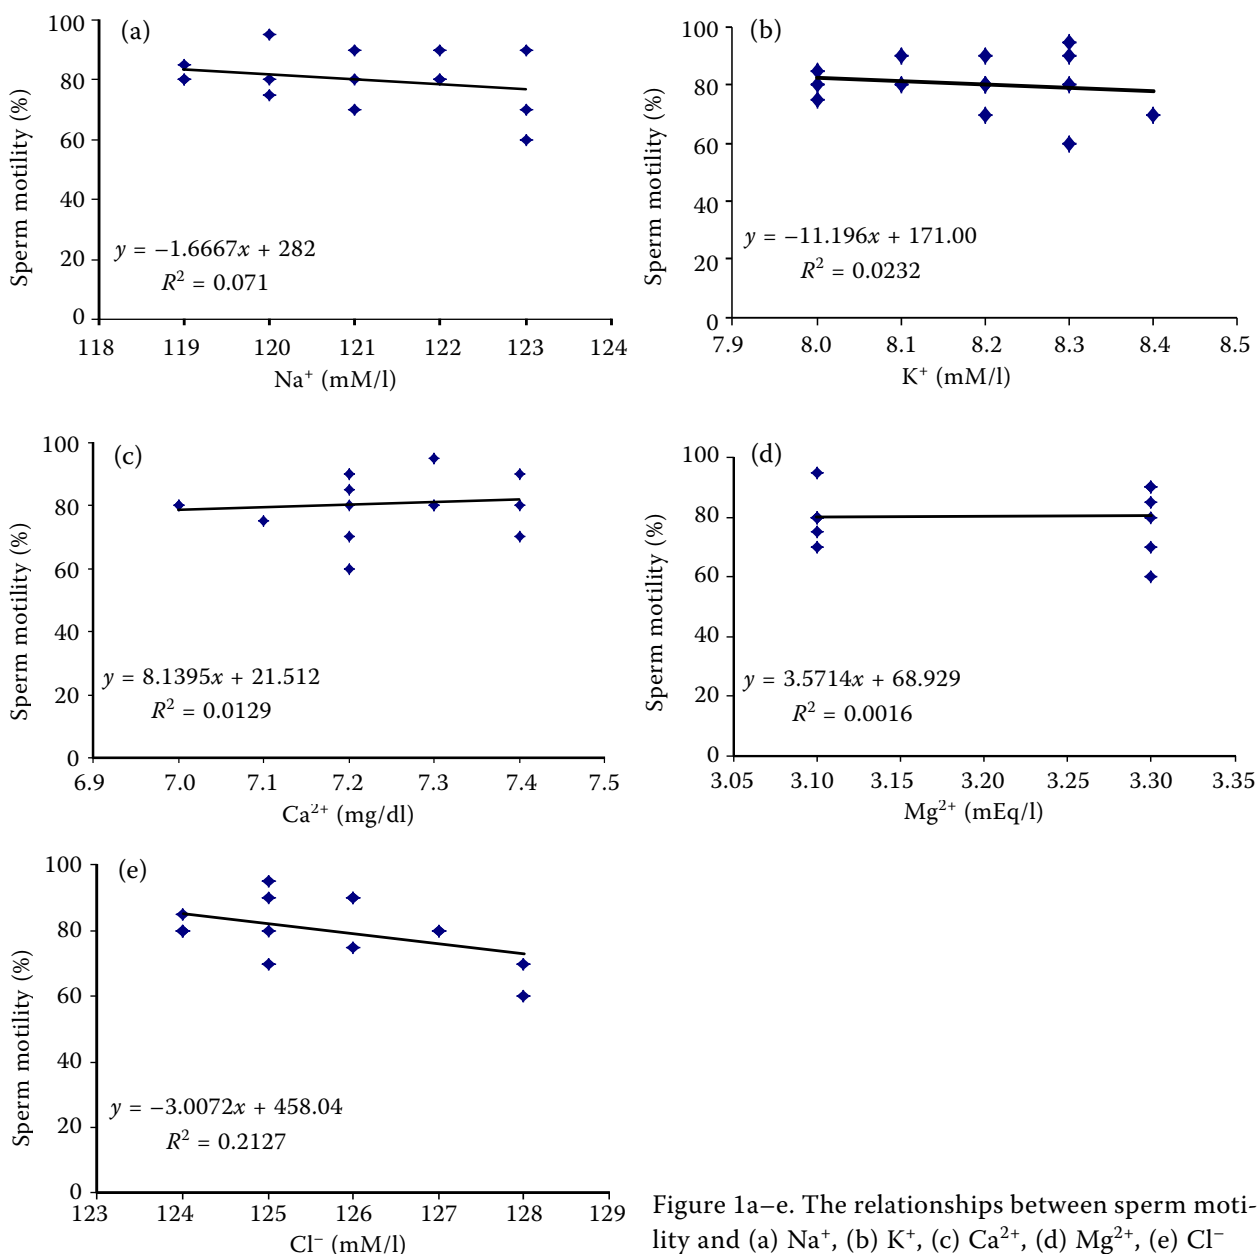 (a)
Sperm motility (%)
100
80
60
40
20
0
y = −1.6667x + 282
R² = 0.071
118 119 120 121 122 123 124
Na⁺ (mM/l)
(b)
Sperm motility (%)
100
80
60
40
20
0
y = −11.196x + 171.00
R² = 0.0232
7.9 8.0 8.1 8.2 8.3 8.4 8.5
K⁺ (mM/l)
(c)
Sperm motility (%)
100
80
60
40
20
0
y = 8.1395x + 21.512
R² = 0.0129
6.9 7.0 7.1 7.2 7.3 7.4 7.5
Ca²⁺ (mg/dl)
(d)
Sperm motility (%)
100
80
60
40
20
0
y = 3.5714x + 68.929
R² = 0.0016
3.05 3.10 3.15 3.20 3.25 3.30 3.35
Mg²⁺ (mEq/l)
(e)
Sperm motility (%)
100
80
60
40
20
0
y = −3.0072x + 458.04
R² = 0.2127
123 124 125 126 127 128 129
Cl⁻ (mM/l)
Figure 1a–e. The relationships between sperm moti-
lity and (a) Na⁺, (b) K⁺, (c) Ca²⁺, (d) Mg²⁺, (e) Cl⁻